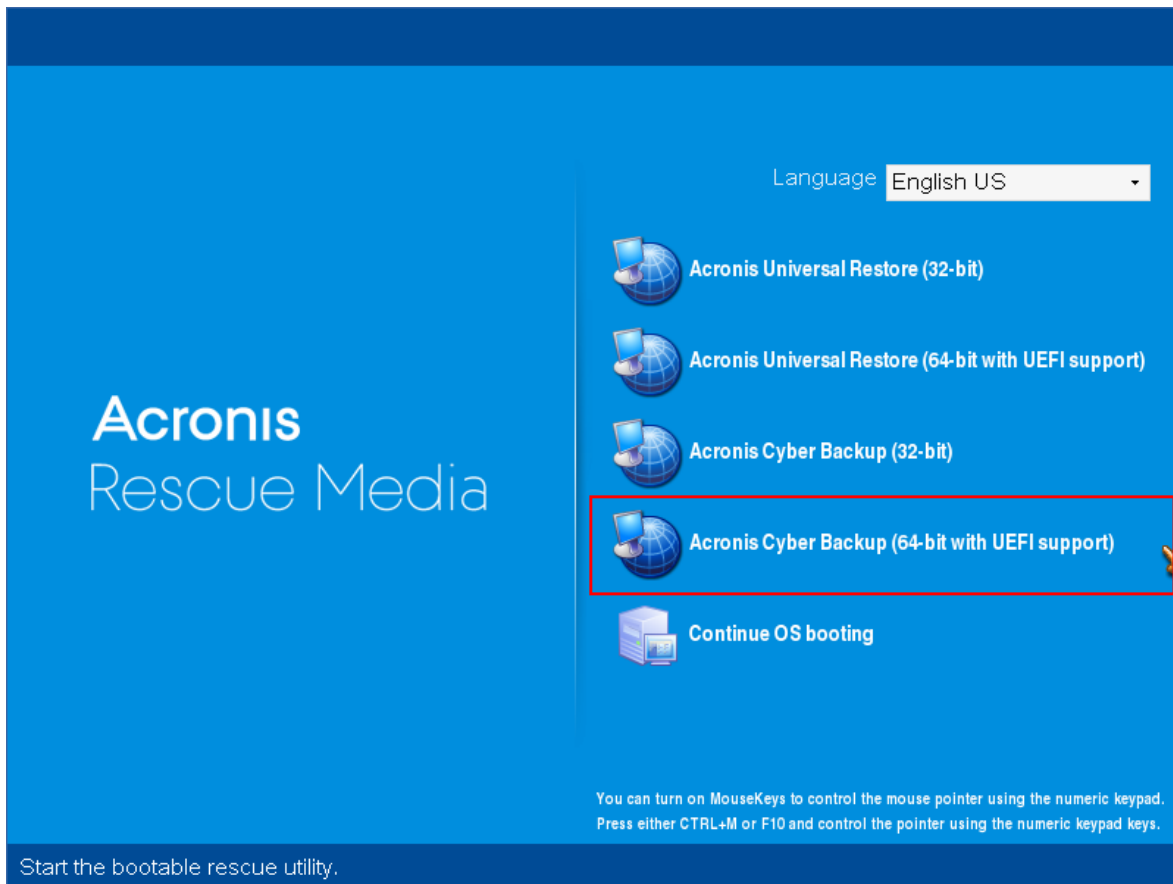 Language English US
Acronis Universal Restore (32-bit)
Acronis Universal Restore (64-bit with UEFI support)
Acronis
Rescue Media
Acronis Cyber Backup (32-bit)
Acronis Cyber Backup (64-bit with UEFI support)
Continue OS booting
You can turn on MouseKeys to control the mouse pointer using the numeric keypad.
Press either CTRL+M or F10 and control the pointer using the numeric keypad keys.
Start the bootable rescue utility.